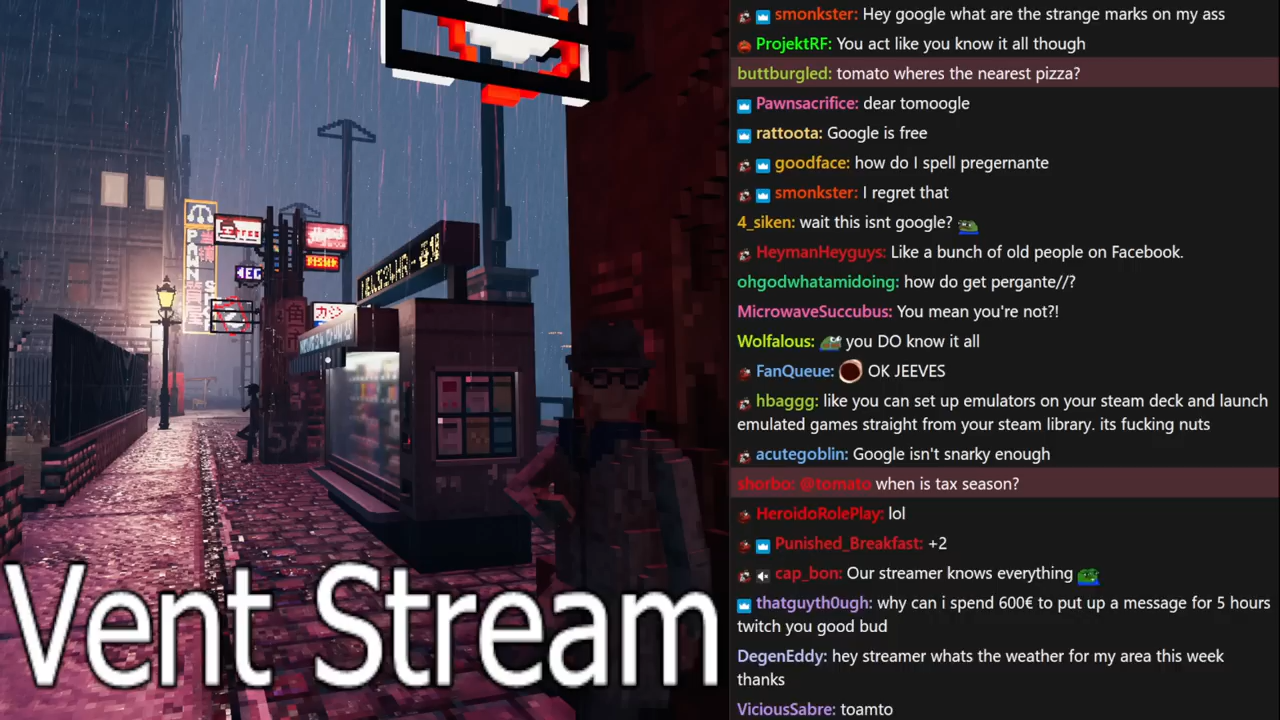 smonkster: Hey google what are the strange marks on my ass
ProjektRF: You act like you know it all though
buttburgled: tomato wheres the nearest pizza?
Pawnsacrifice: dear tomoogle
rattoota: Google is free
goodface: how do I spell pregernante
smonkster: I regret that
4_siken: wait this isnt google?
HeymanHeyguys: Like a bunch of old people on Facebook.
ohgodwhatamidoing: how do get pergante//?
MicrowaveSuccubus: You mean you're not?!
Wolfalous: you DO know it all
FanQueue: OK JEEVES
hbaggg: like you can set up emulators on your steam deck and launch
emulated games straight from your steam library. its fucking nuts
acutegoblin: Google isn't snarky enough
shorbo: @tomato when is tax season?
HeroidoRolePlay: lol
Punished_Breakfast: +2
cap_bon: Our streamer knows everything
thatguyth0ugh: why can i spend 600€ to put up a message for 5 hours
twitch you good bud
DegenEddy: hey streamer whats the weather for my area this week
thanks
ViciousSabre: toamto
PAWN
57
Vent Stream